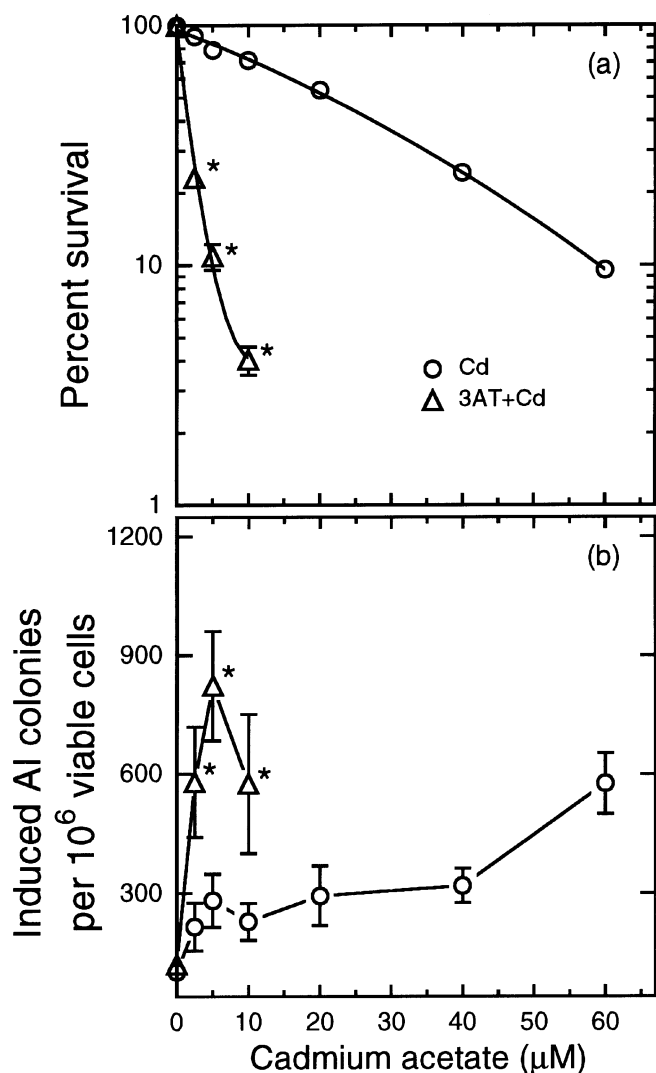 100
(a)
Percent survival
*
*
10
*
Cd
3AT+Cd
1
1200
(b)
Induced AI colonies
per 10⁶ viable cells
900
*
600
*
*
300
0 10 20 30 40 50 60
Cadmium acetate (μM)